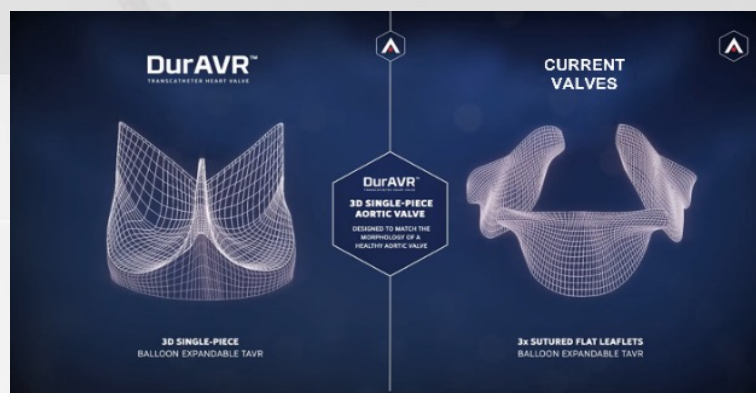 DurAVR™
TRANSCATHETER HEART VALVE
CURRENT
VALVES
DurAVR™
TRANSCATHETER HEART VALVE
3D SINGLE-PIECE
AORTIC VALVE
DESIGNED TO MATCH THE
MORPHOLOGY OF A
HEALTHY AORTIC VALVE
3D SINGLE-PIECE
BALLOON EXPANDABLE TAVR
3x SUTURED FLAT LEAFLETS
BALLOON EXPANDABLE TAVR